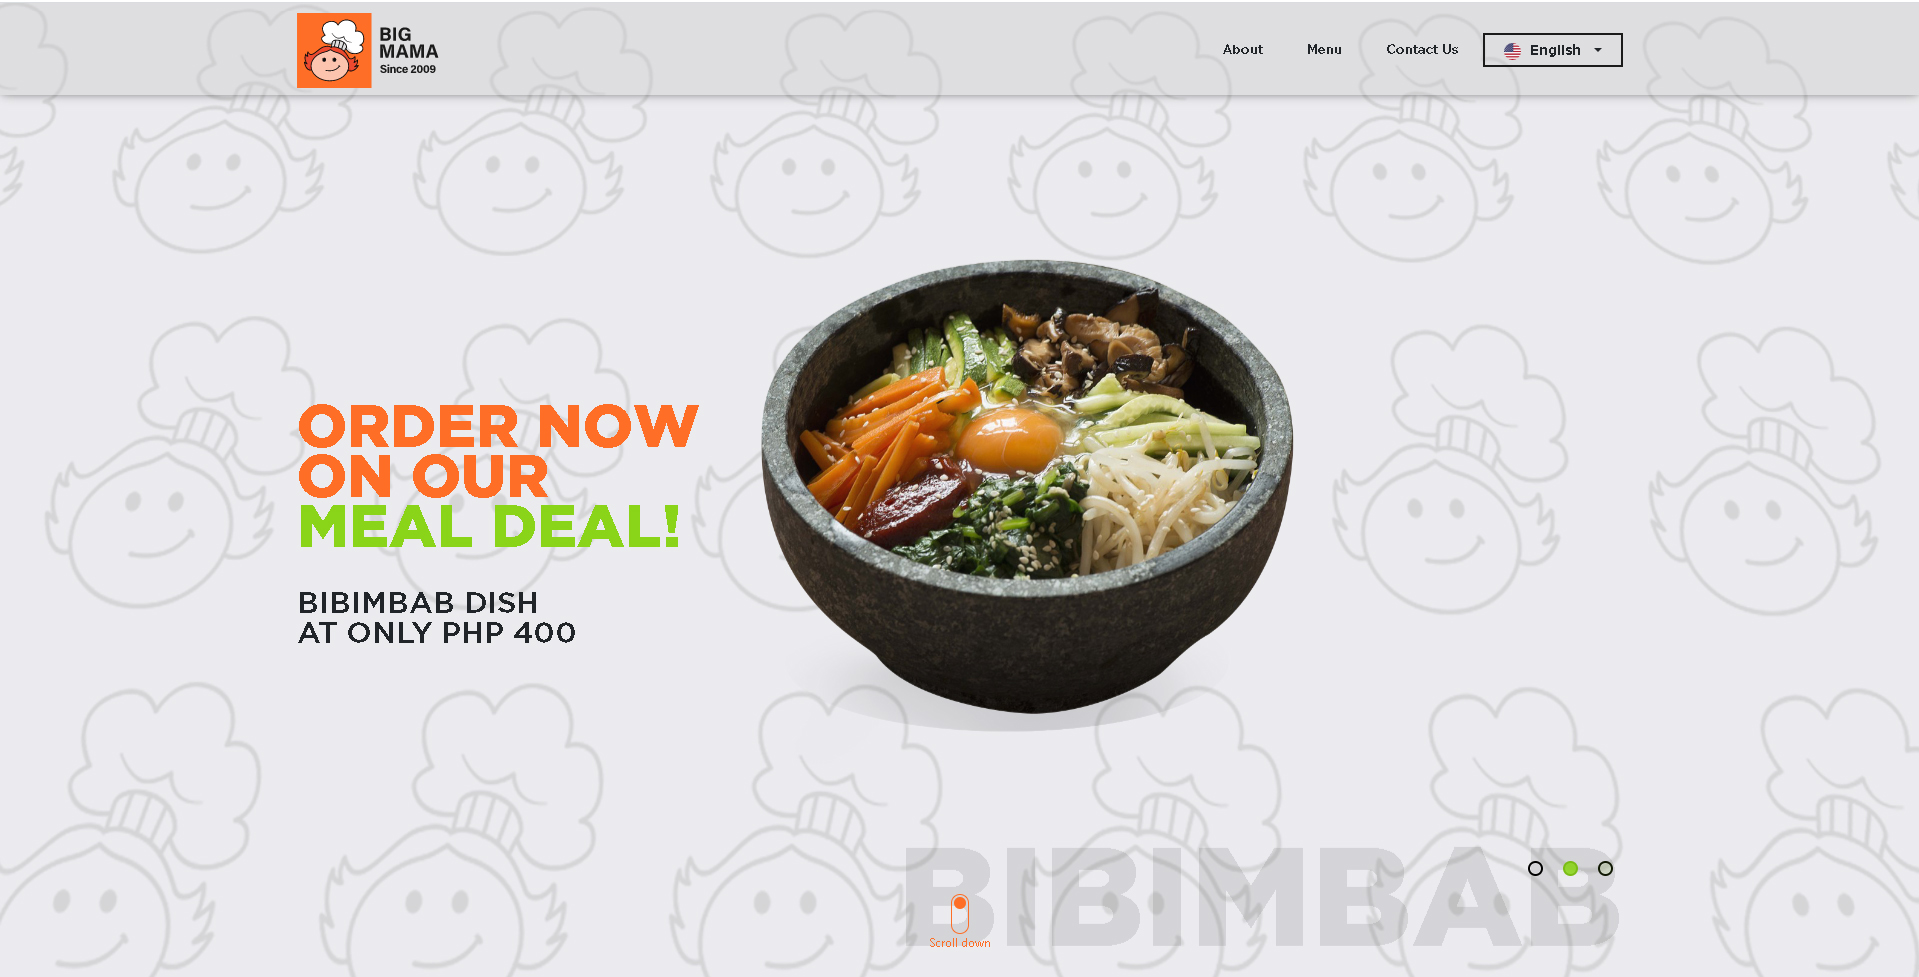 BIG
MAMA
Since 2009
About
Menu
Contact Us
English
ORDER NOW
ON OUR
MEAL DEAL!
BIBIMBAB DISH
AT ONLY PHP 400
BIBIMBAB
Scroll down